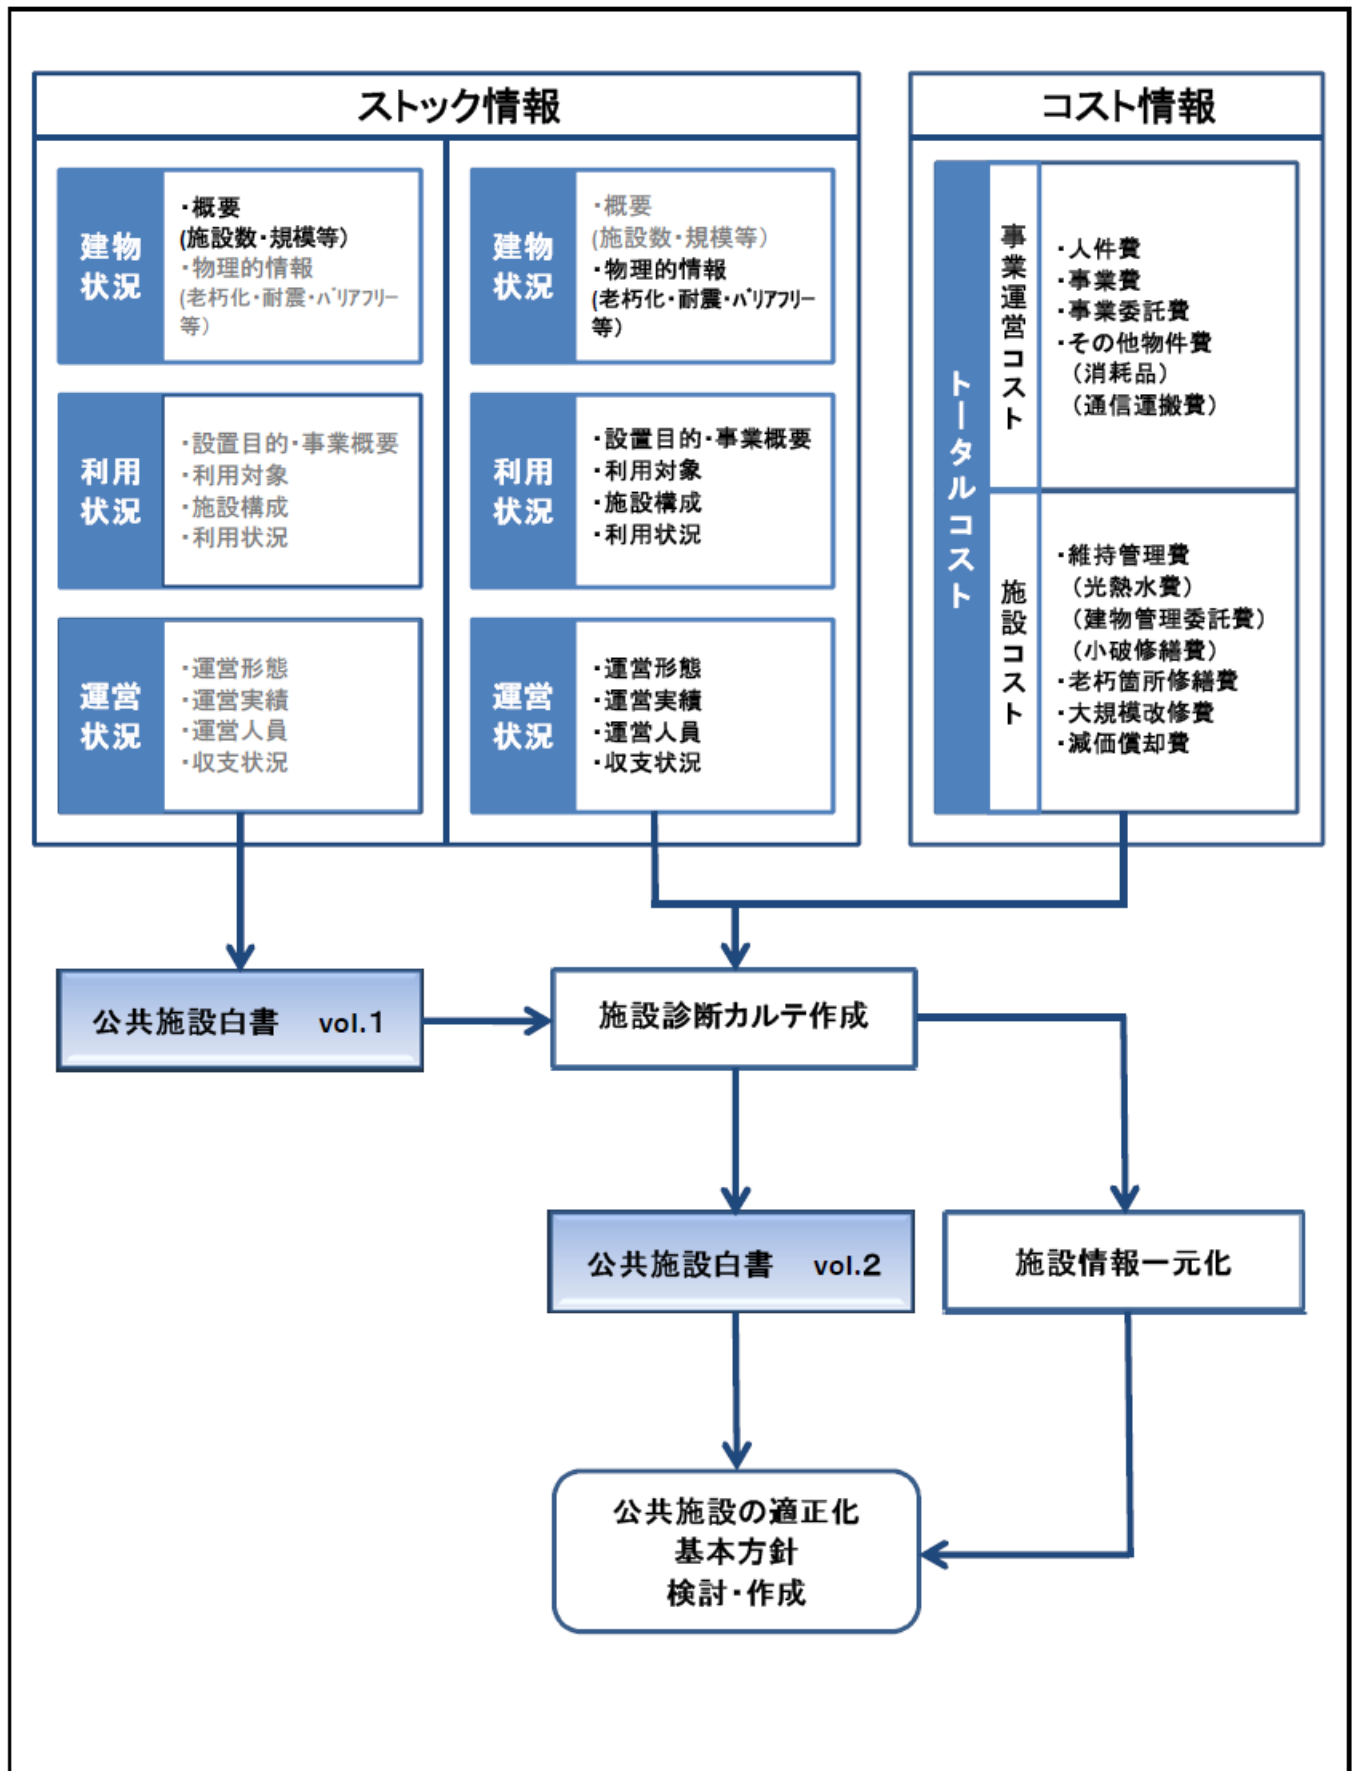 ストック情報
建物
状況
・概要
(施設数・規模等)
・物理的情報
(老朽化・耐震・バリアフリー
等)
利用
状況
・設置目的・事業概要
・利用対象
・施設構成
・利用状況
運営
状況
・運営形態
・運営実績
・運営人員
・収支状況
建物
状況
・概要
(施設数・規模等)
・物理的情報
(老朽化・耐震・バリアフリー
等)
利用
状況
・設置目的・事業概要
・利用対象
・施設構成
・利用状況
運営
状況
・運営形態
・運営実績
・運営人員
・収支状況
コスト情報
トータルコスト
事業運営コスト
・人件費
・事業費
・事業委託費
・その他物件費
(消耗品)
(通信運搬費)
施設コスト
・維持管理費
(光熱水費)
(建物管理委託費)
(小破修繕費)
・老朽箇所修繕費
・大規模改修費
・減価償却費
公共施設白書 vol.1
施設診断カルテ作成
公共施設白書 vol.2
施設情報一元化
公共施設の適正化
基本方針
検討・作成